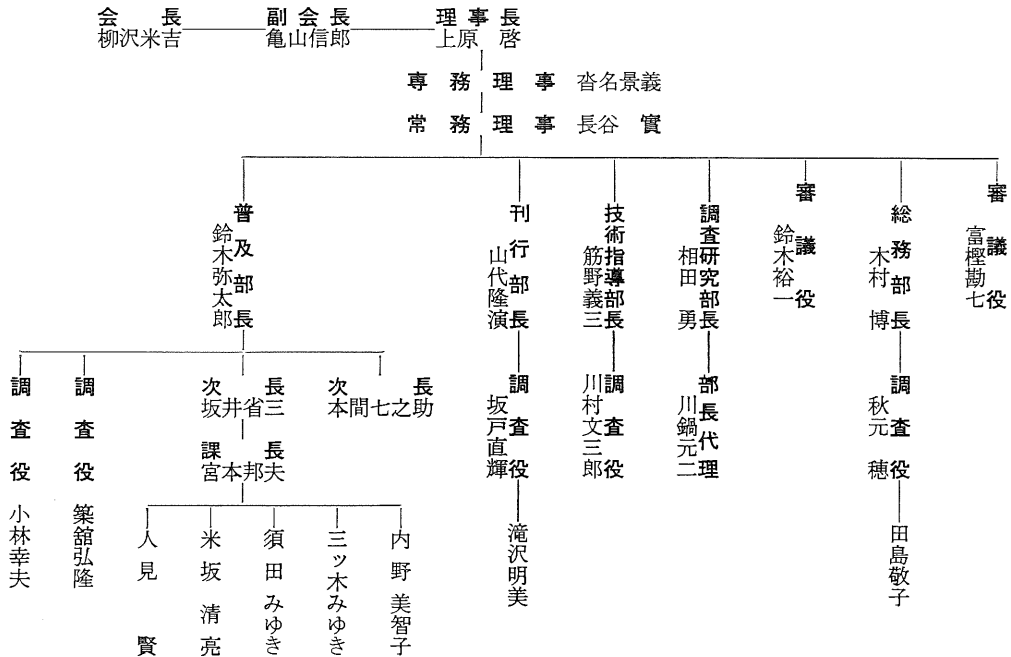 会長
柳沢米吉
副会長
亀山信郎
理事長
上原啓
専務理事 沓名景義
常務理事 長谷實
審議役
富樫勘七
総務部長
木村博
調査役
秋元穂
田島敬子
審議役
鈴木裕一
調査研究部長
相田勇
部長代理
川鍋元二
技術指導部長
筋野義三
調査役
川村文三郎
刊行部長
山代隆演
調査役
坂戸直輝
滝沢明美
普及部長
鈴木弥太郎
次長
本間七之助
次長
坂井省三
課長
宮本邦夫
内野美智子
三ッ木みゆき
須田みゆき
米坂清亮
人見賢
調査役 築舘弘隆
調査役 小林幸夫